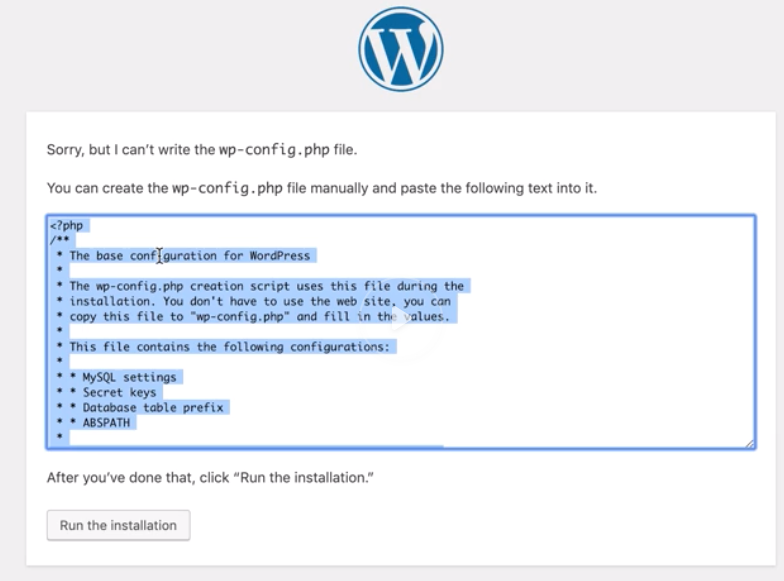 Sorry, but I can't write the wp-config.php file.
You can create the wp-config.php file manually and paste the following text into it.
<?php
/**
* The base configuration for WordPress
*
* The wp-config.php creation script uses this file during the
* installation. You don't have to use the web site, you can
* copy this file to "wp-config.php" and fill in the values.
*
* This file contains the following configurations:
*
* * MySQL settings
* * Secret keys
* * Database table prefix
* * ABSPATH
*
After you've done that, click “Run the installation.”
Run the installation